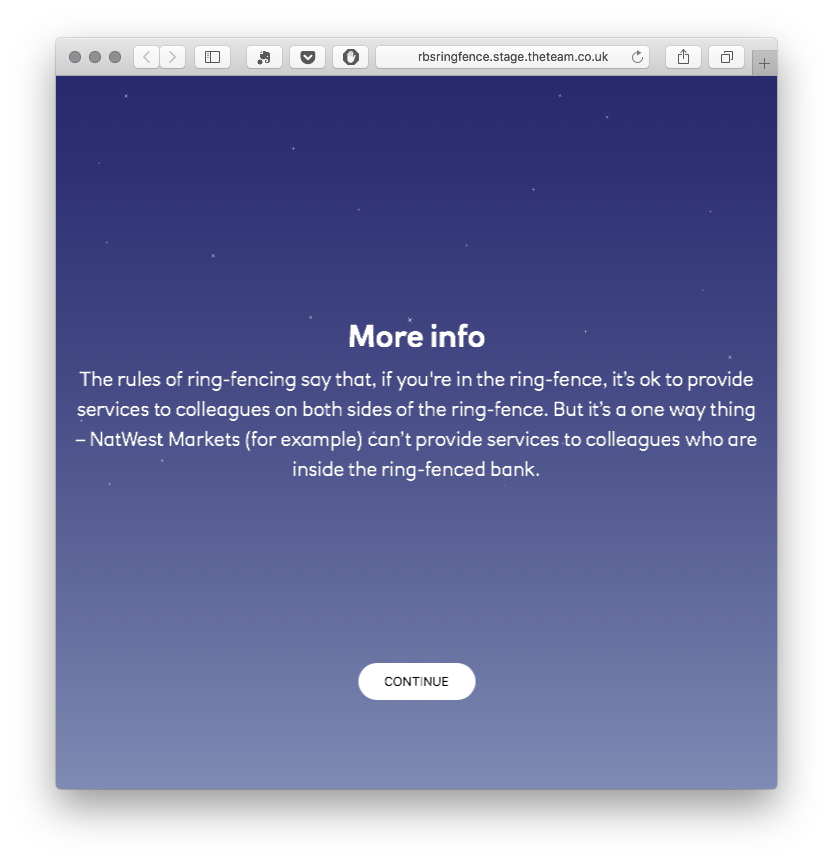 rbsringfence.stage.theteam.co.uk
More info
The rules of ring-fencing say that, if you're in the ring-fence, it’s ok to provide
services to colleagues on both sides of the ring-fence. But it’s a one way thing
– NatWest Markets (for example) can’t provide services to colleagues who are
inside the ring-fenced bank.
CONTINUE